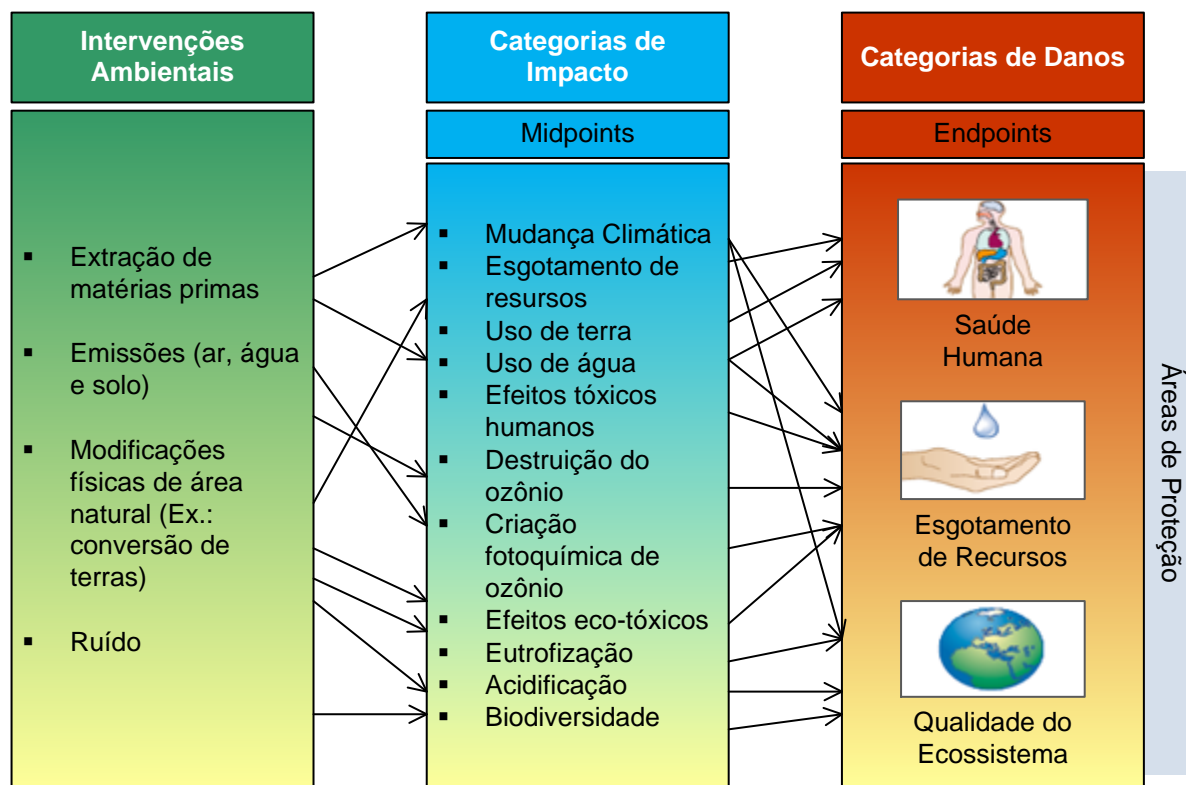 Intervenções
Ambientais
▪ Extração de
matérias primas
▪ Emissões (ar, água
e solo)
▪ Modificações
físicas de área
natural (Ex.:
conversão de
terras)
▪ Ruído
Categorias de
Impacto
Midpoints
▪ Mudança Climática
▪ Esgotamento de
resursos
▪ Uso de terra
▪ Uso de água
▪ Efeitos tóxicos
humanos
▪ Destruição do
ozônio
▪ Criação
fotoquímica de
ozônio
▪ Efeitos eco-tóxicos
▪ Eutrofização
▪ Acidificação
▪ Biodiversidade
Categorias de Danos
Endpoints
Saúde
Humana
Esgotamento
de Recursos
Qualidade do
Ecossistema
Áreas de Proteção